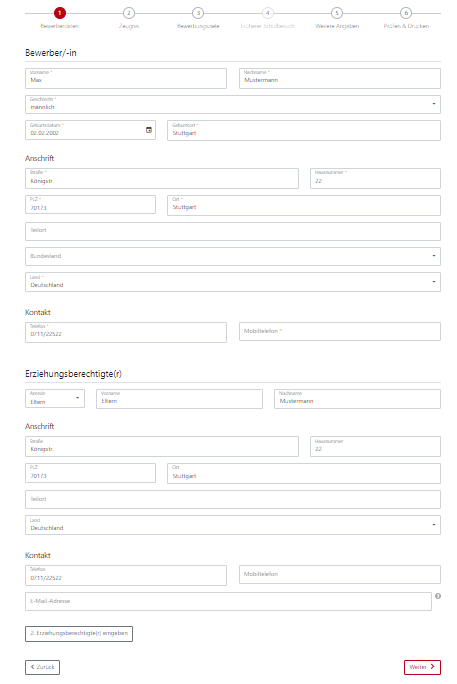 1 2 3 4 5 6
Bewerberdaten Zeugnis Bewerbungsziele Früherer Schulbesuch Weitere Angaben Prüfen & Drucken
Bewerber/-in
Vorname * Nachname *
Max Mustermann
Geschlecht *
männlich
Geburtsdatum * Geburtsort *
02.02.2002 Stuttgart
Anschrift
Straße * Hausnummer *
Königstr. 22
PLZ * Ort *
70173 Stuttgart
Teilort
Bundesland
Land *
Deutschland
Kontakt
Telefon *
0711/22522 Mobiltelefon *
Erziehungsberechtigte(r)
Anrede Vorname Nachname
Eltern Eltern Mustermann
Anschrift
Straße Hausnummer
Königstr. 22
PLZ Ort
70173 Stuttgart
Teilort
Land
Deutschland
Kontakt
Telefon
0711/22522 Mobiltelefon
E-Mail-Adresse ?
2. Erziehungsberechtigte(r) eingeben
Zurück Weiter